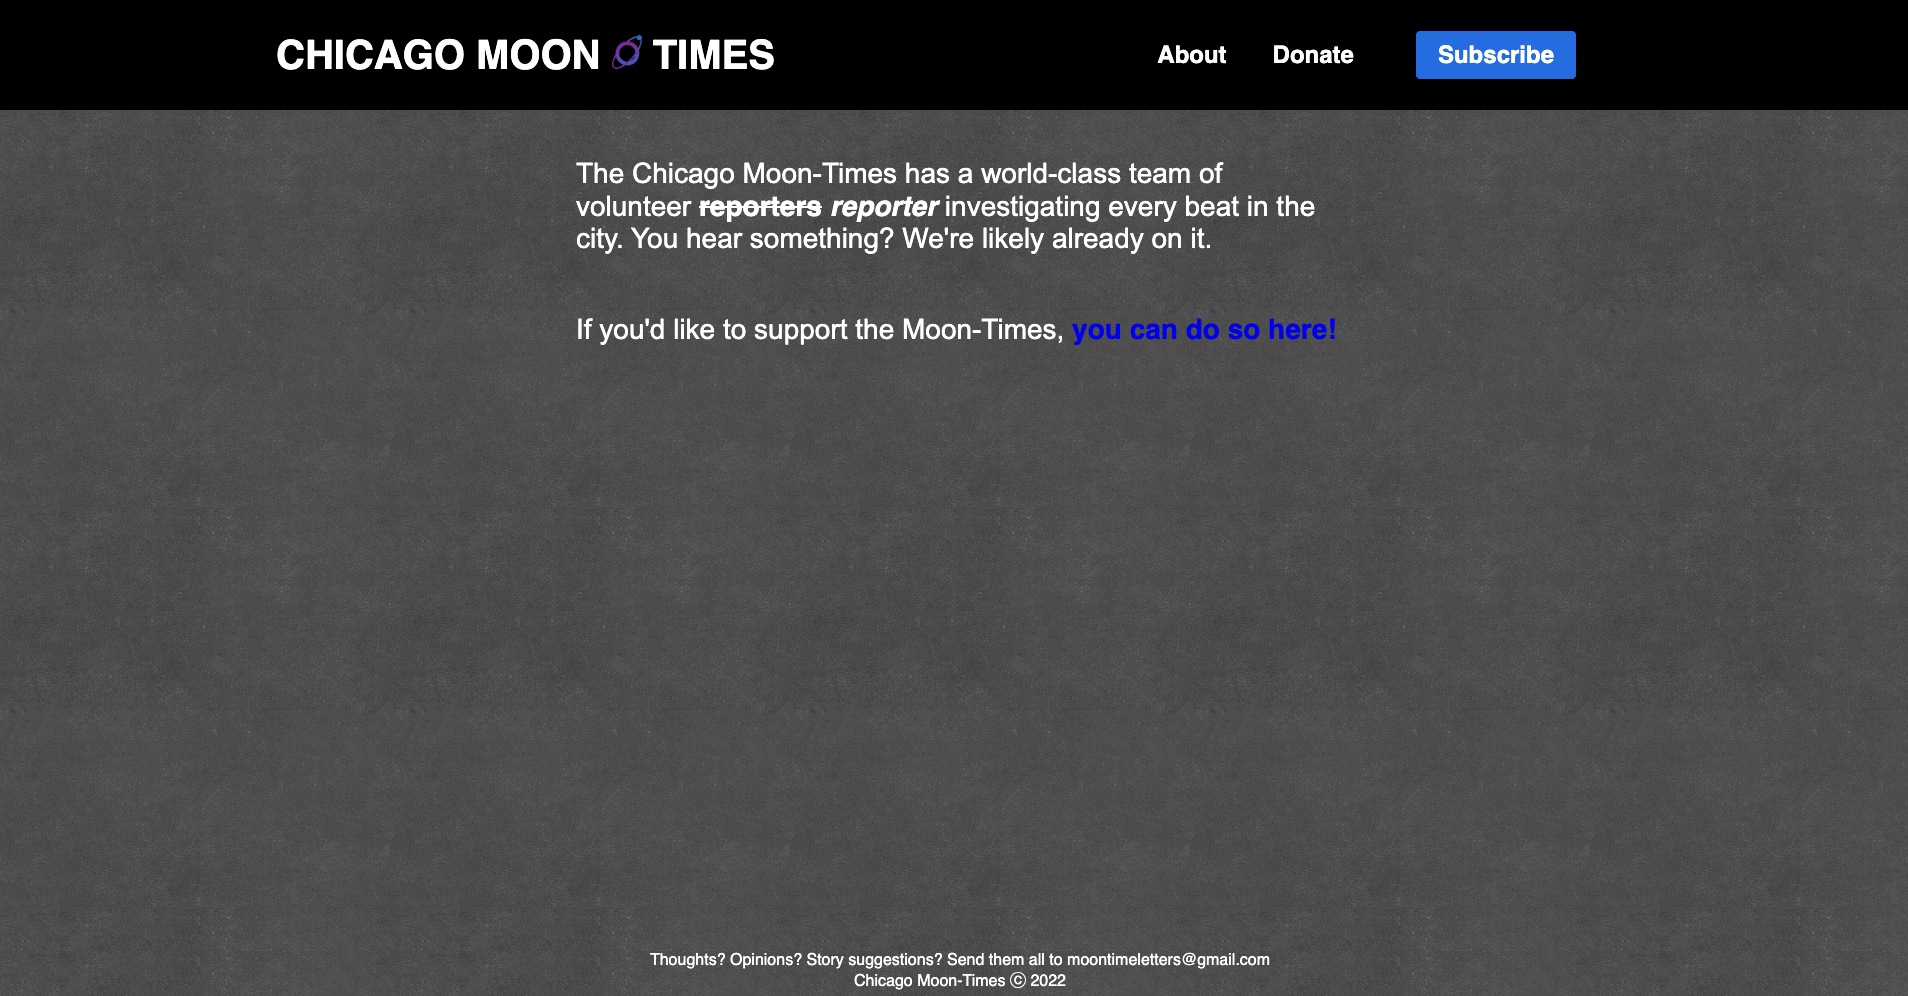 CHICAGO MOON TIMES
About Donate Subscribe
The Chicago Moon-Times has a world-class team of
volunteer reporters reporter investigating every beat in the
city. You hear something? We're likely already on it.
If you'd like to support the Moon-Times, you can do so here!
Thoughts? Opinions? Story suggestions? Send them all to moontimeletters@gmail.com
Chicago Moon-Times ⓒ 2022